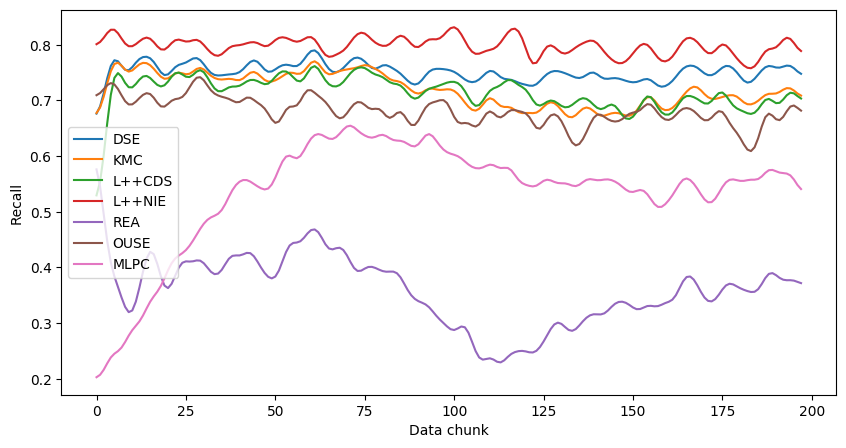 0.8
0.7
0.6
0.5
0.4
0.3
0.2
Recall
DSE
KMC
L++CDS
L++NIE
REA
OUSE
MLPC
0 25 50 75 100 125 150 175 200
Data chunk